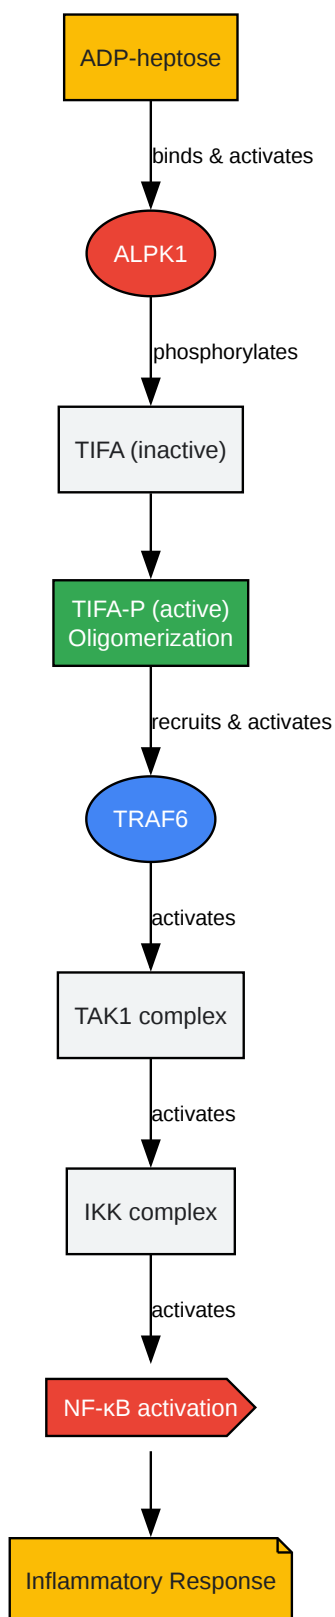 ADP-heptose
binds & activates
ALPK1
phosphorylates
TIFA (inactive)
TIFA-P (active)
Oligomerization
recruits & activates
TRAF6
activates
TAK1 complex
activates
IKK complex
activates
NF-κB activation
Inflammatory Response